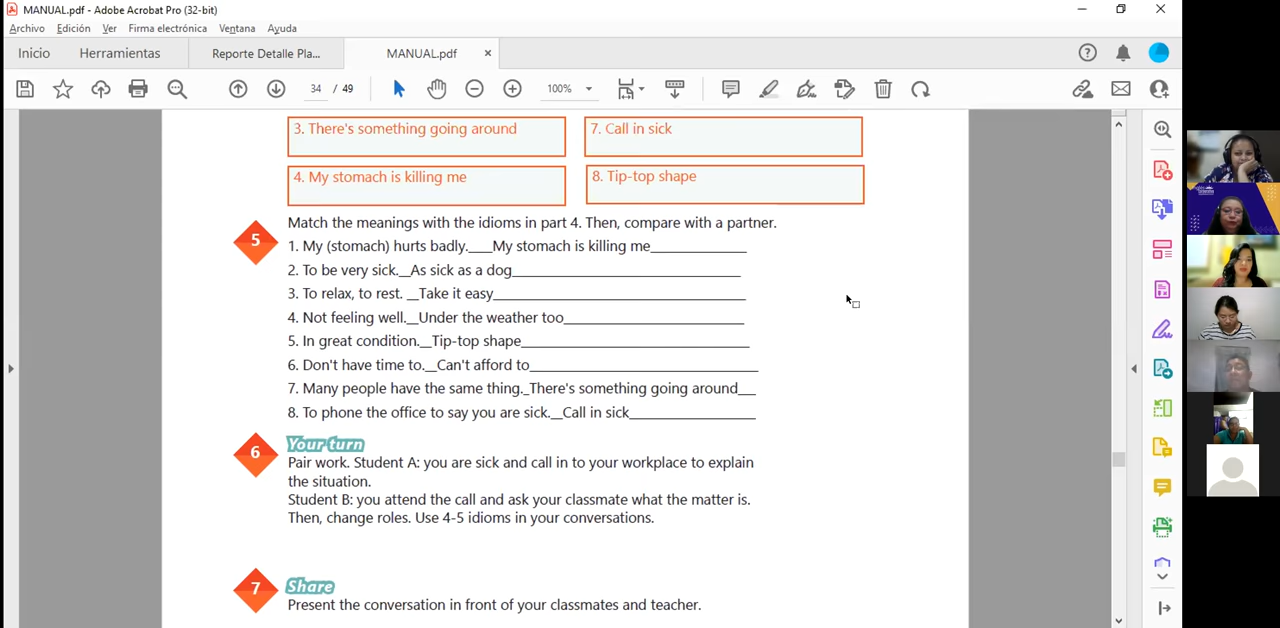 MANUAL.pdf - Adobe Acrobat Pro (32-bit)
Archivo Edición Ver Firma electrónica Ventana Ayuda
Inicio Herramientas Reporte Detalle Pla... MANUAL.pdf ×
34 / 49 100%
3. There's something going around 7. Call in sick
4. My stomach is killing me 8. Tip-top shape
5 Match the meanings with the idioms in part 4. Then, compare with a partner.
1. My (stomach) hurts badly.____My stomach is killing me______________
2. To be very sick.__As sick as a dog_________________________________
3. To relax, to rest. __Take it easy____________________________________
4. Not feeling well.__Under the weather too__________________________
5. In great condition.__Tip-top shape_________________________________
6. Don't have time to.__Can't afford to_________________________________
7. Many people have the same thing._There's something going around___
8. To phone the office to say you are sick.__Call in sick__________________
6 Your turn
Pair work. Student A: you are sick and call in to your workplace to explain
the situation.
Student B: you attend the call and ask your classmate what the matter is.
Then, change roles. Use 4-5 idioms in your conversations.
7 Share
Present the conversation in front of your classmates and teacher.